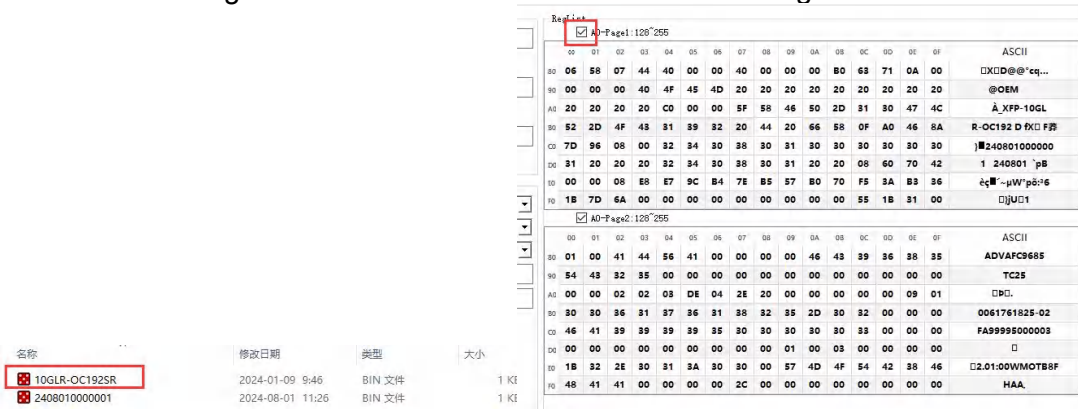 RegList
A0-Page1:128~255
00 01 02 03 04 05 06 07 08 09 0A 0B 0C 0D 0E 0F ASCII
80 06 58 07 44 40 00 00 40 00 00 00 B0 63 71 0A 00 □X□D@@°cq...
90 00 00 00 40 4F 45 4D 20 20 20 20 20 20 20 20 20 @OEM
A0 20 20 20 20 C0 00 00 5F 58 46 50 2D 31 30 47 4C À_XFP-10GL
B0 52 2D 4F 43 31 39 32 20 44 20 66 58 0F A0 46 8A R-OC192 D fX□ F莽
C0 7D 96 08 00 32 34 30 38 30 31 30 30 30 30 30 30 }■240801000000
D0 31 20 20 20 32 34 30 38 30 31 20 20 08 60 70 42 1 240801 `pB
E0 00 00 08 E8 E7 9C B4 7E B5 57 B0 70 F5 3A B3 36 èç■´~µW°põ:³6
F0 1B 7D 6A 00 00 00 00 00 00 00 00 00 55 1B 31 00 □}jU□1
A0-Page2:128~255
00 01 02 03 04 05 06 07 08 09 0A 0B 0C 0D 0E 0F ASCII
80 01 00 41 44 56 41 00 00 00 00 46 43 39 36 38 35 ADVAFC9685
90 54 43 32 35 00 00 00 00 00 00 00 00 00 00 00 00 TC25
A0 00 00 02 02 03 DE 04 2E 20 00 00 00 00 00 09 01 □Þ□.
B0 30 30 36 31 37 36 31 38 32 35 2D 30 32 00 00 00 0061761825-02
C0 46 41 39 39 39 39 35 30 30 30 30 30 33 00 00 00 FA99995000003
D0 00 00 00 00 00 00 00 00 01 00 03 00 00 00 00 00 □
E0 1B 32 2E 30 31 3A 30 30 00 57 4D 4F 54 42 38 46 □2.01:00WMOTB8F
F0 48 41 41 00 00 00 00 2C 00 00 00 00 00 00 00 00 HAA,
名称 修改日期 类型 大小
10GLR-OC192SR 2024-01-09 9:46 BIN 文件 1 KB
2408010000001 2024-08-01 11:26 BIN 文件 1 KB